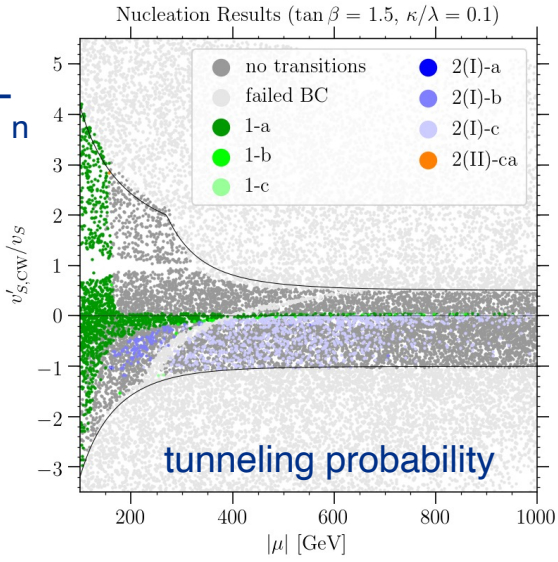 Nucleation Results (tan β = 1.5, κ/λ = 0.1)
n
no transitions
failed BC
1-a
1-b
1-c
2(I)-a
2(I)-b
2(I)-c
2(II)-ca
5
4
3
2
1
0
−1
−2
−3
v′S,CW/vS
tunneling probability
200 400 600 800 1000
|μ| [GeV]